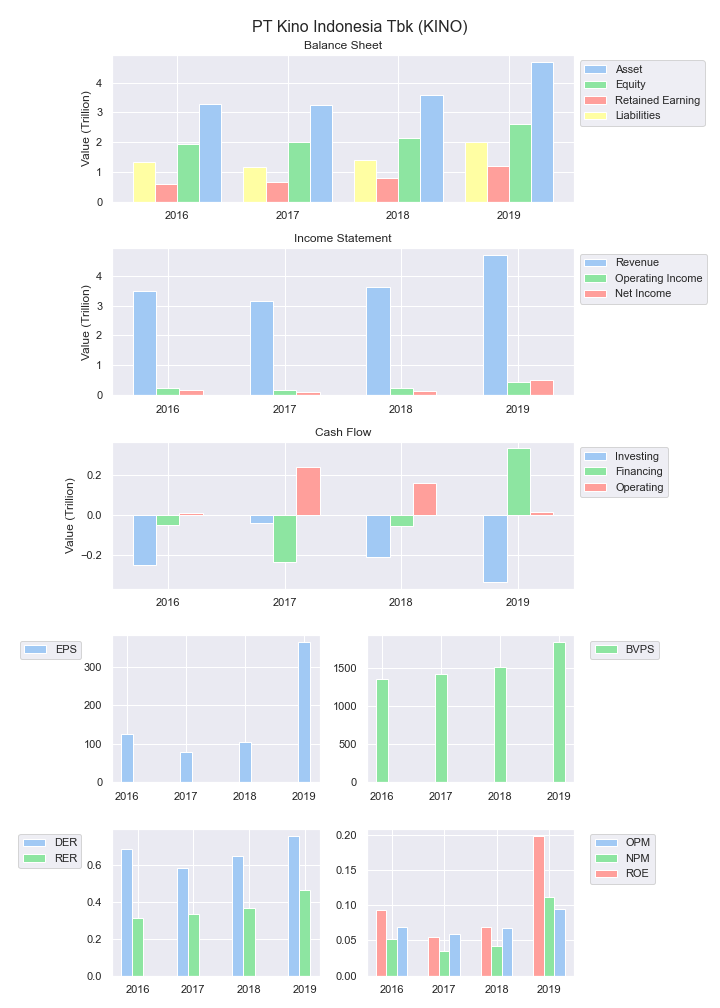 PT Kino Indonesia Tbk (KINO)
Balance Sheet
Value (Trillion)
4
3
2
1
0
2016 2017 2018 2019
Asset
Equity
Retained Earning
Liabilities
Income Statement
Value (Trillion)
4
3
2
1
0
2016 2017 2018 2019
Revenue
Operating Income
Net Income
Cash Flow
Value (Trillion)
0.2
0.0
−0.2
2016 2017 2018 2019
Investing
Financing
Operating
EPS
300
200
100
0
2016 2017 2018 2019
1500
1000
500
0
2016 2017 2018 2019
BVPS
DER
RER
0.6
0.4
0.2
0.0
2016 2017 2018 2019
0.20
0.15
0.10
0.05
0.00
2016 2017 2018 2019
OPM
NPM
ROE